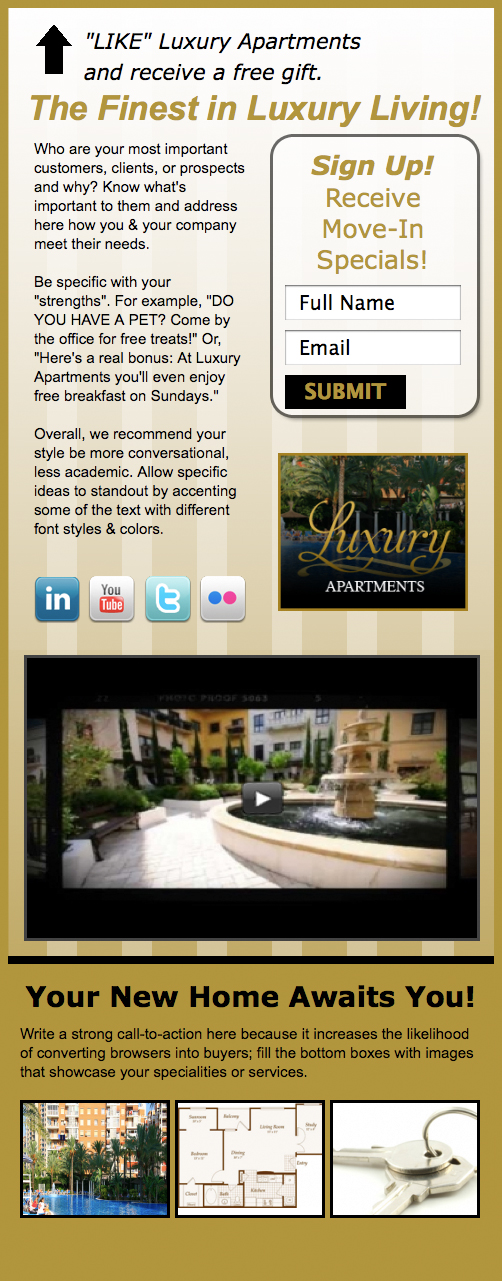 "LIKE" Luxury Apartments
and receive a free gift.
The Finest in Luxury Living!
Who are your most important
customers, clients, or prospects
and why? Know what's
important to them and address
here how you & your company
meet their needs.
Be specific with your
"strengths". For example, "DO
YOU HAVE A PET? Come by
the office for free treats!" Or,
"Here's a real bonus: At Luxury
Apartments you'll even enjoy
free breakfast on Sundays."
Overall, we recommend your
style be more conversational,
less academic. Allow specific
ideas to standout by accenting
some of the text with different
font styles & colors.
Sign Up!
Receive
Move-In
Specials!
Full Name
Email
SUBMIT
Luxury
APARTMENTS
in
You
Tube
t
PHOTO PROOF 5063
Your New Home Awaits You!
Write a strong call-to-action here because it increases the likelihood
of converting browsers into buyers; fill the bottom boxes with images
that showcase your specialities or services.
Balcony
Living Room
Study
Bedroom
Dining
Entry
Closet
Bath
Kitchen